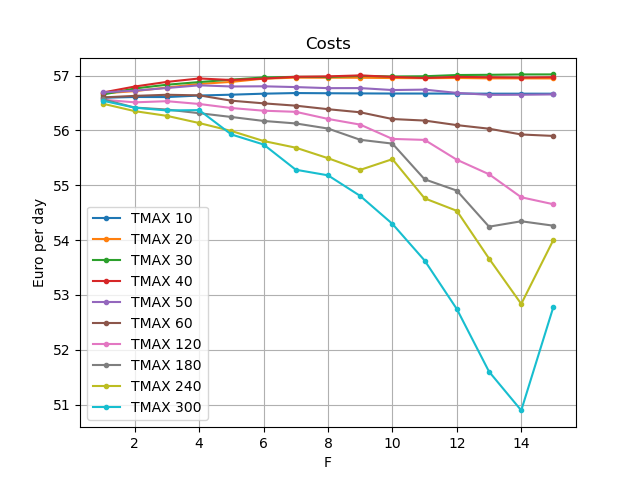 Costs
57
56
55
54
53
52
51
Euro per day
TMAX 10
TMAX 20
TMAX 30
TMAX 40
TMAX 50
TMAX 60
TMAX 120
TMAX 180
TMAX 240
TMAX 300
2 4 6 8 10 12 14
F